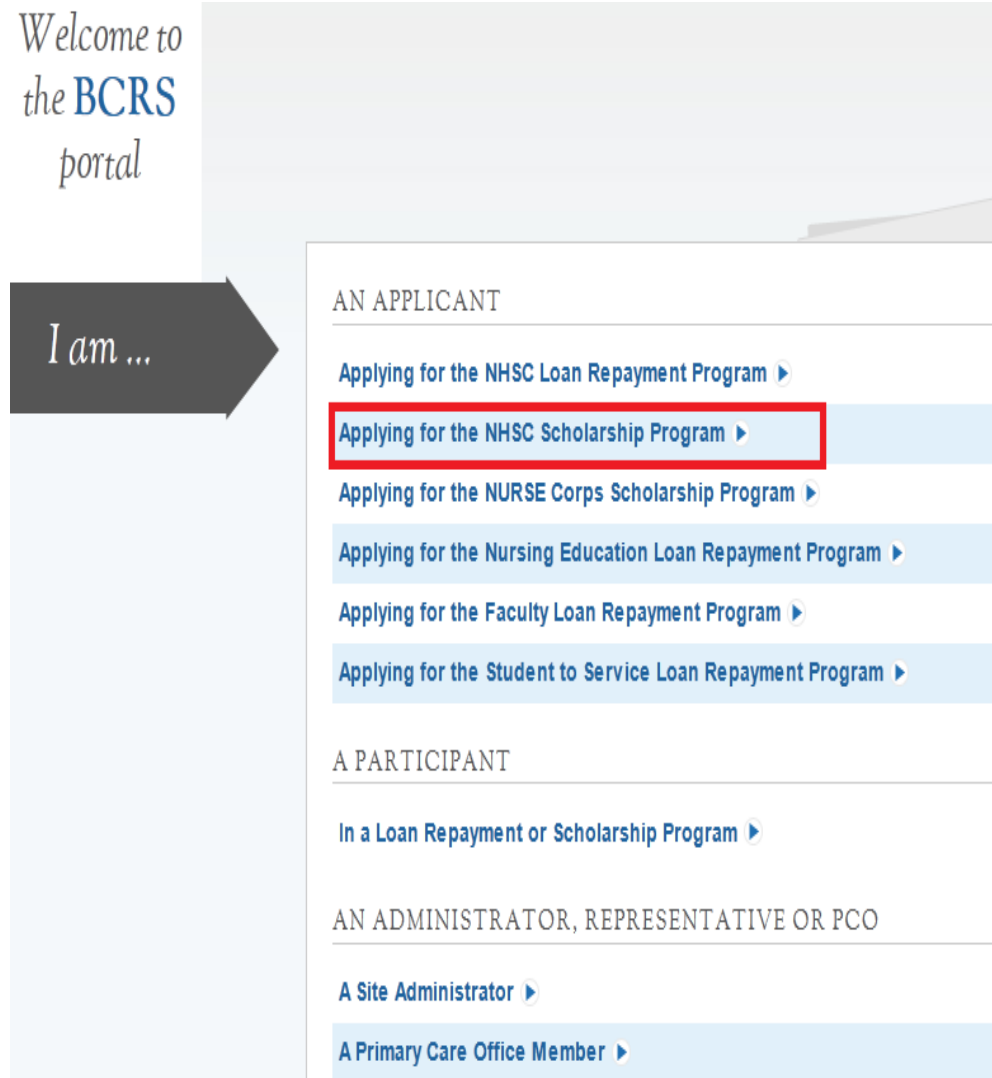 Welcome to
the BCRS
portal
I am ...
AN APPLICANT
Applying for the NHSC Loan Repayment Program
Applying for the NHSC Scholarship Program
Applying for the NURSE Corps Scholarship Program
Applying for the Nursing Education Loan Repayment Program
Applying for the Faculty Loan Repayment Program
Applying for the Student to Service Loan Repayment Program
A PARTICIPANT
In a Loan Repayment or Scholarship Program
AN ADMINISTRATOR, REPRESENTATIVE OR PCO
A Site Administrator
A Primary Care Office Member